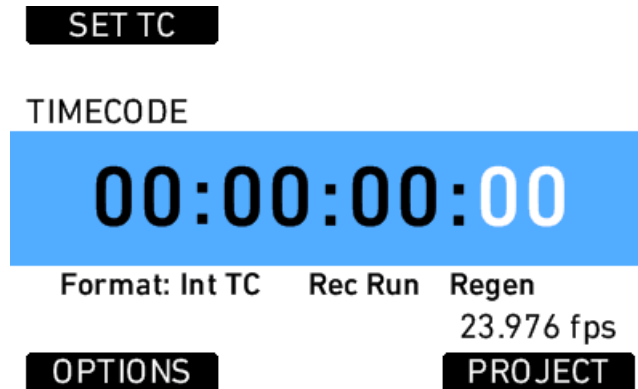 SET TC
TIMECODE
00:00:00:00
Format: Int TC Rec Run Regen
23.976 fps
OPTIONS PROJECT